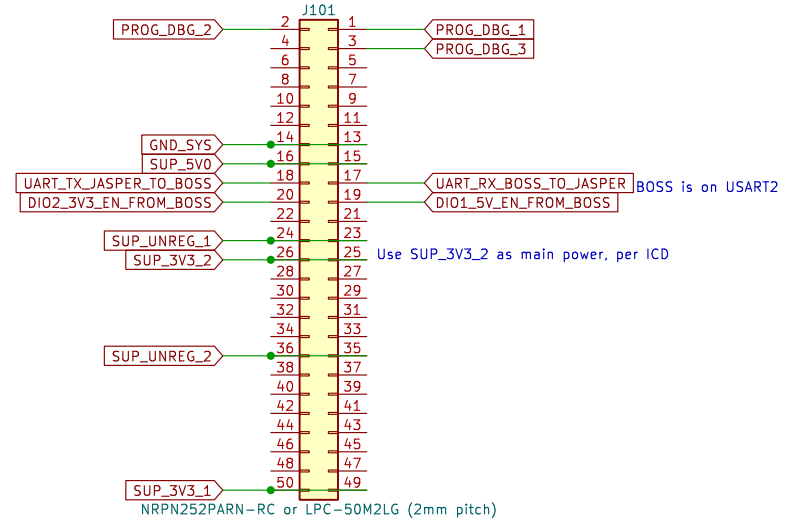 J101
PROG_DBG_2 2 1 PROG_DBG_1
4 3 PROG_DBG_3
6 5
8 7
10 9
12 11
GND_SYS 14 13
SUP_5V0 16 15
UART_TX_JASPER_TO_BOSS 18 17 UART_RX_BOSS_TO_JASPER BOSS is on USART2
DIO2_3V3_EN_FROM_BOSS 20 19 DIO1_5V_EN_FROM_BOSS
22 21
SUP_UNREG_1 24 23
SUP_3V3_2 26 25 Use SUP_3V3_2 as main power, per ICD
28 27
30 29
32 31
34 33
SUP_UNREG_2 36 35
38 37
40 39
42 41
44 43
46 45
48 47
SUP_3V3_1 50 49
NRPN252PARN-RC or LPC-50M2LG (2mm pitch)